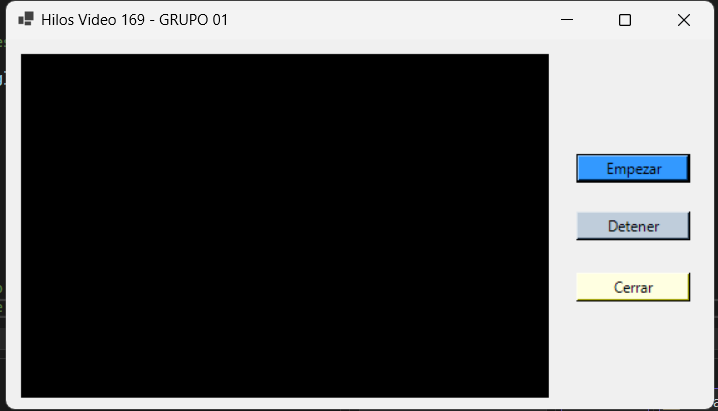 Hilos Video 169 - GRUPO 01
Empezar
Detener
Cerrar